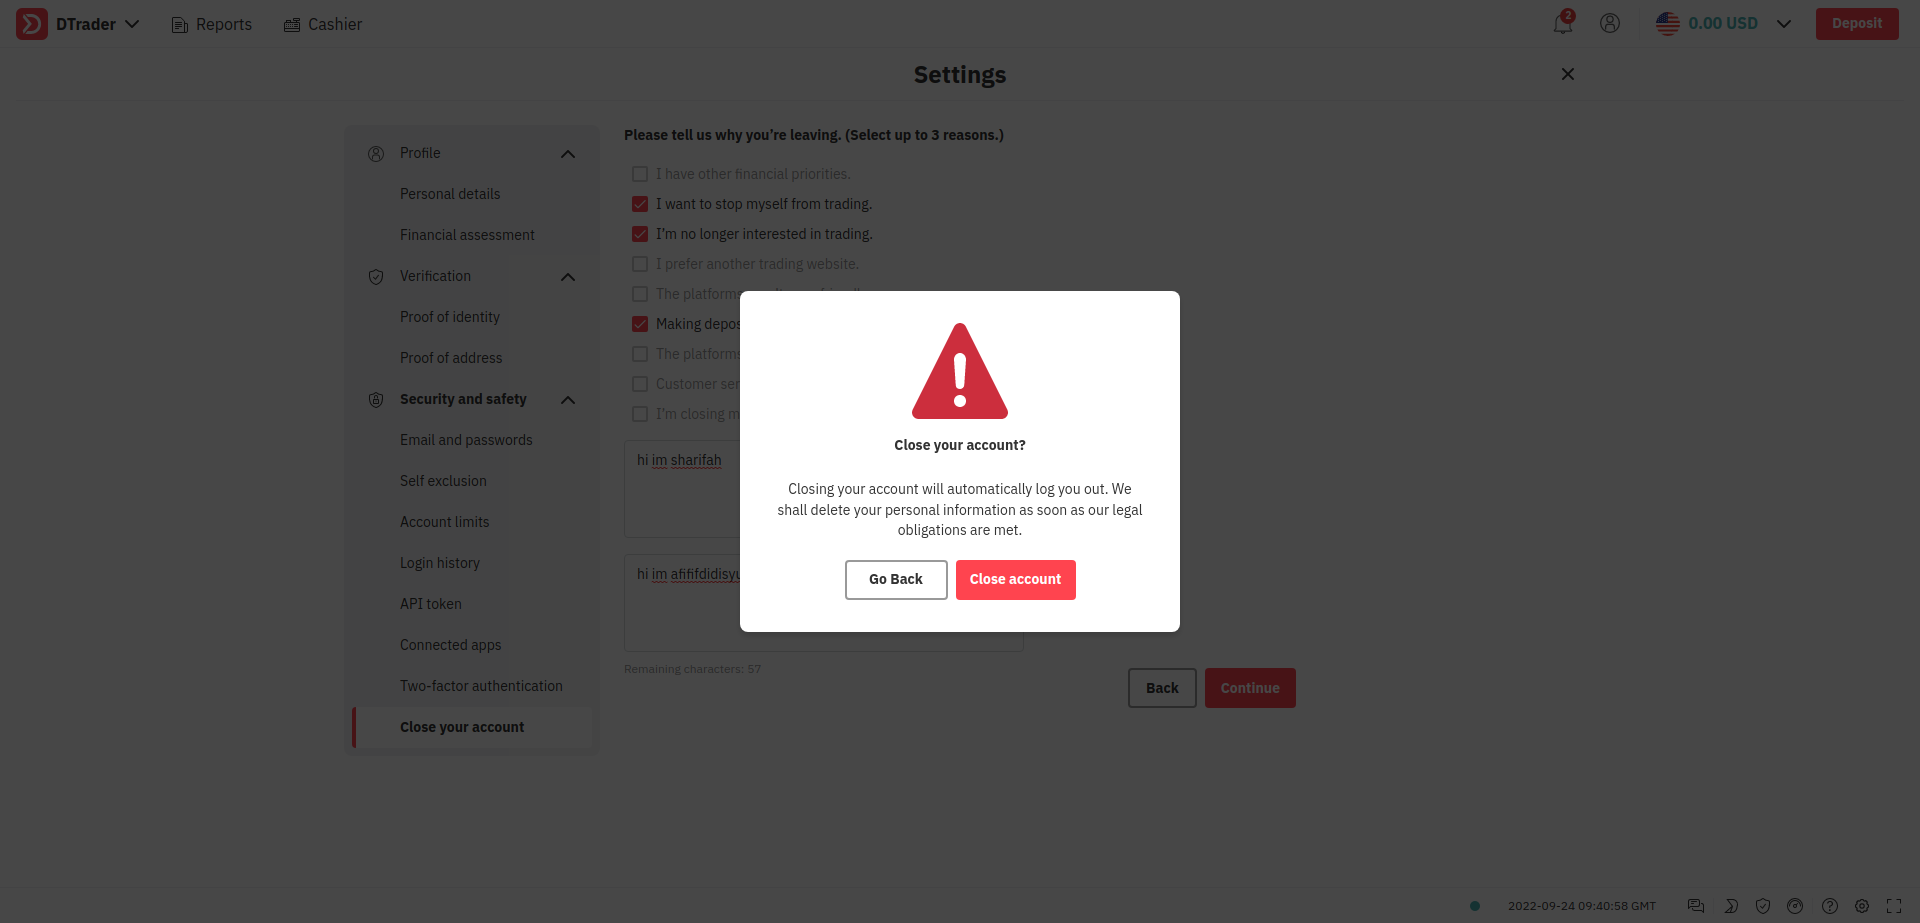 DTrader
Reports
Cashier
2
0.00 USD
Deposit
Settings
Profile
Personal details
Financial assessment
Verification
Proof of identity
Proof of address
Security and safety
Email and passwords
Self exclusion
Account limits
Login history
API token
Connected apps
Two-factor authentication
Close your account
Please tell us why you're leaving. (Select up to 3 reasons.)
I have other financial priorities.
I want to stop myself from trading.
I'm no longer interested in trading.
I prefer another trading website.
The platforms
Making
The platforms
Customer
I'm closing
hi im sharifah
hi im
Remaining characters: 57
Back
Continue
Close your account?
Closing your account will automatically log you out. We
shall delete your personal information as soon as our legal
obligations are met.
Go Back
Close account
2022-09-24 09:40:58 GMT